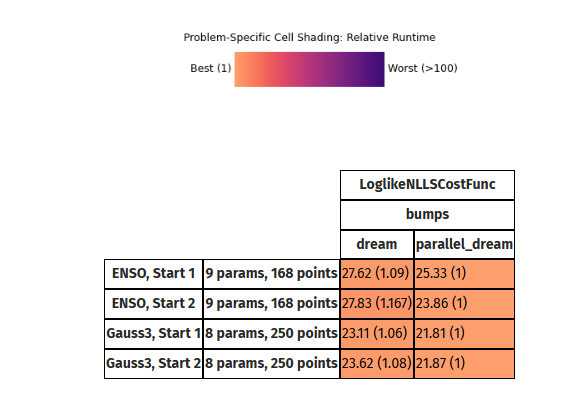 Problem-Specific Cell Shading: Relative Runtime
Best (1) Worst (>100)
LoglikeNLLSCostFunc
bumps
dream parallel_dream
ENSO, Start 1 9 params, 168 points 27.62 (1.09) 25.33 (1)
ENSO, Start 2 9 params, 168 points 27.83 (1.167) 23.86 (1)
Gauss3, Start 1 8 params, 250 points 23.11 (1.06) 21.81 (1)
Gauss3, Start 2 8 params, 250 points 23.62 (1.08) 21.87 (1)